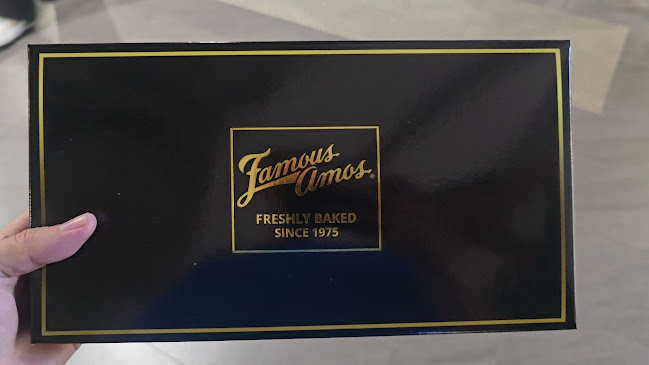 Famous
Amos®
FRESHLY BAKED
SINCE 1975